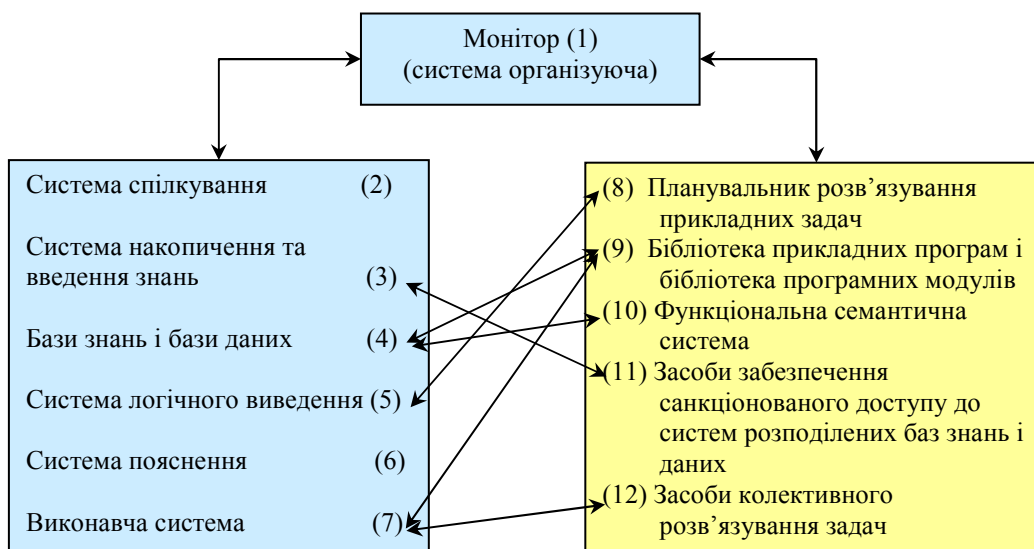 Монітор (1)
(система організуюча)
Система спілкування (2)
Система накопичення та
введення знань (3)
Бази знань і бази даних (4)
Система логічного виведення (5)
Система пояснення (6)
Виконавча система (7)
(8) Планувальник розв’язування
прикладних задач
(9) Бібліотека прикладних програм і
бібліотека програмних модулів
(10) Функціональна семантична
система
(11) Засоби забезпечення
санкціонованого доступу до
систем розподілених баз знань і
даних
(12) Засоби колективного
розв’язування задач